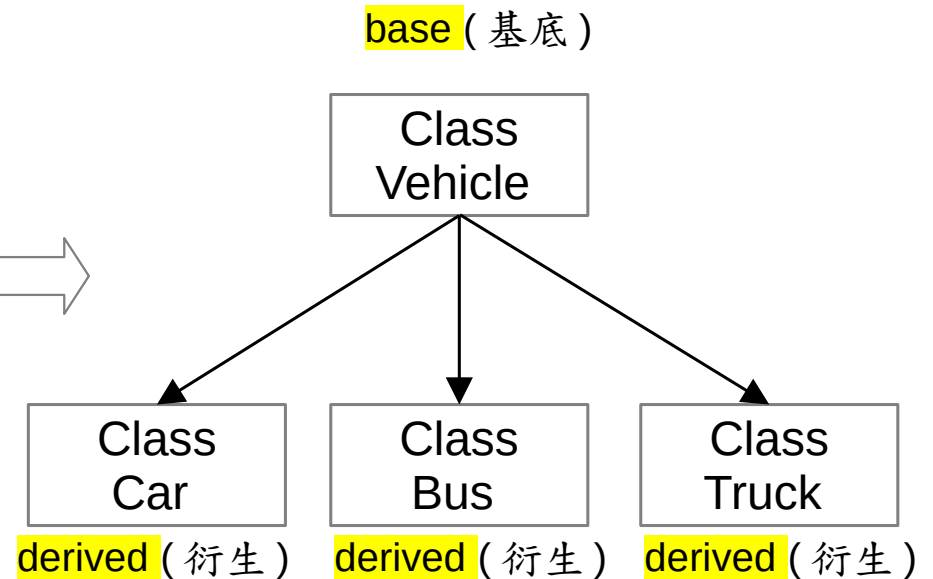 base ( 基底 )
Class
Vehicle
Class
Car
Class
Bus
Class
Truck
derived ( 衍生 )
derived ( 衍生 )
derived ( 衍生 )